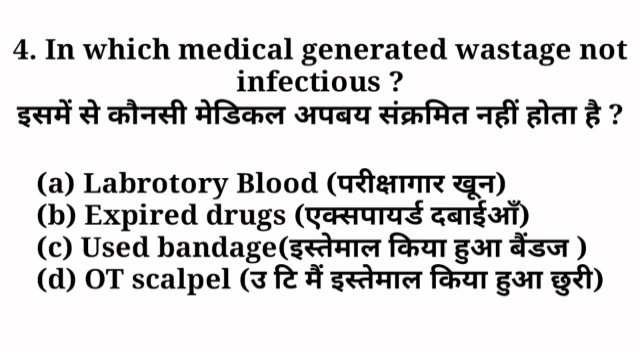 4. In which medical generated wastage not
infectious ?
इसमें से कौनसी मेडिकल अपबय संक्रमित नहीं होता है ?
(a) Labrotory Blood (परीक्षागार खून)
(b) Expired drugs (एक्सपायर्ड दबाईआँ)
(c) Used bandage(इस्तेमाल किया हुआ बैंडज )
(d) OT scalpel (उ टि मैं इस्तेमाल किया हुआ छुरी)